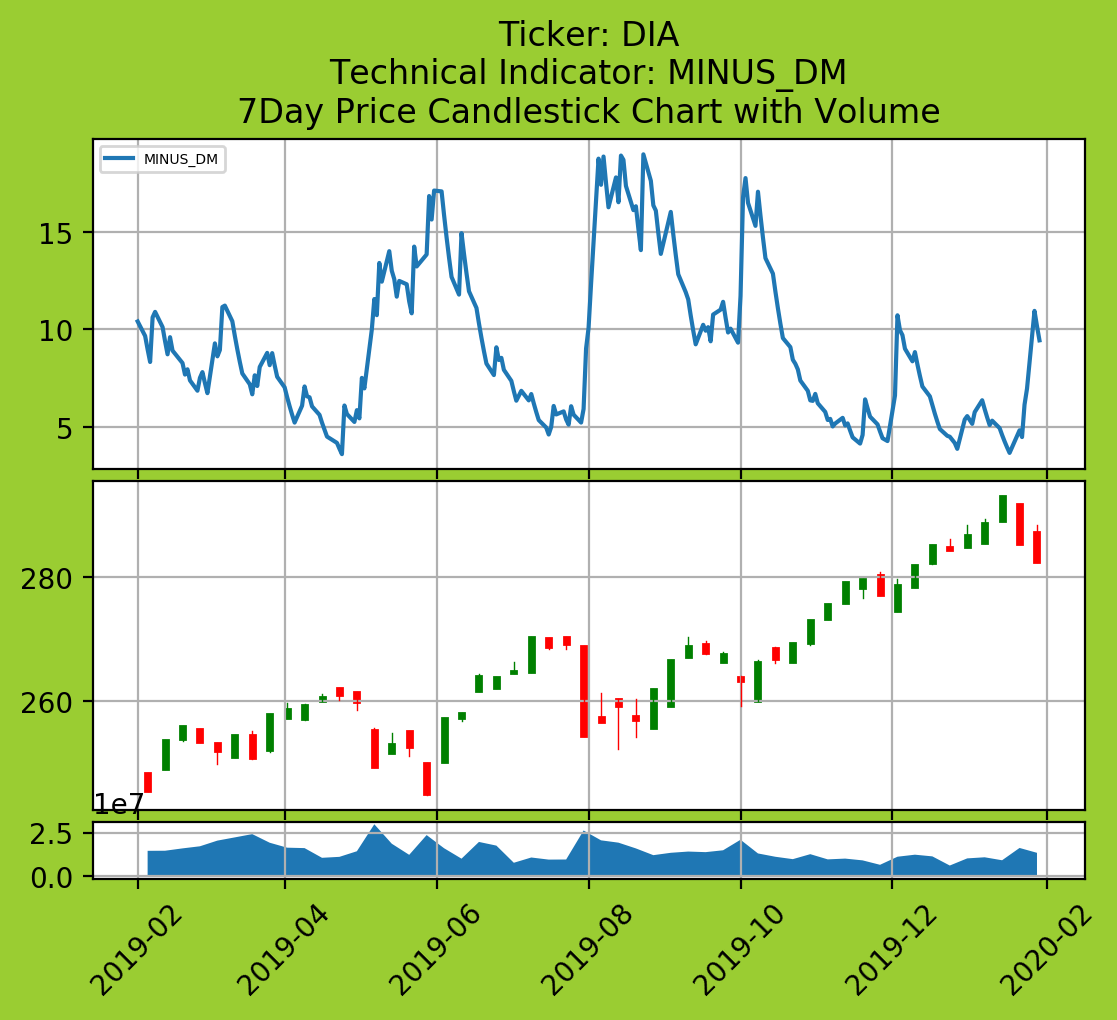 Ticker: DIA
Technical Indicator: MINUS_DM
7Day Price Candlestick Chart with Volume
MINUS_DM
15
10
5
280
260
1e7
2.5
0.0
2019-02
2019-04
2019-06
2019-08
2019-10
2019-12
2020-02